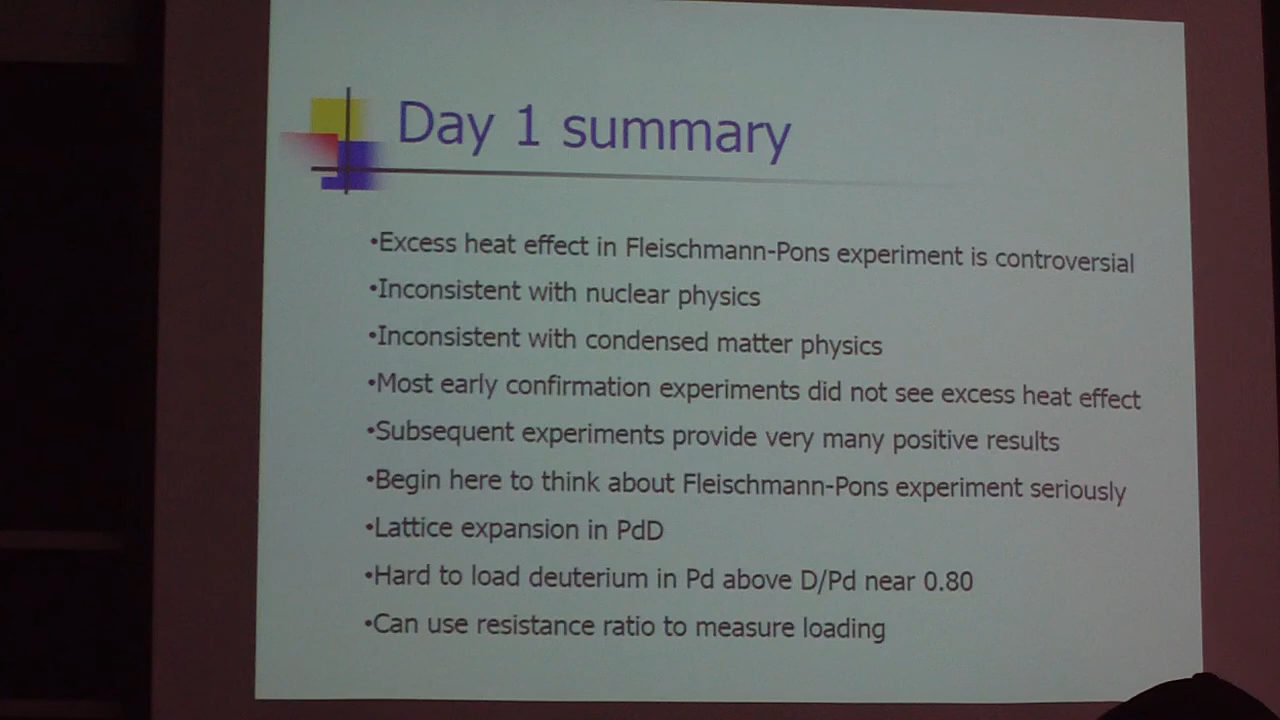 Day 1 summary
•Excess heat effect in Fleischmann-Pons experiment is controversial
•Inconsistent with nuclear physics
•Inconsistent with condensed matter physics
•Most early confirmation experiments did not see excess heat effect
•Subsequent experiments provide very many positive results
•Begin here to think about Fleischmann-Pons experiment seriously
•Lattice expansion in PdD
•Hard to load deuterium in Pd above D/Pd near 0.80
•Can use resistance ratio to measure loading